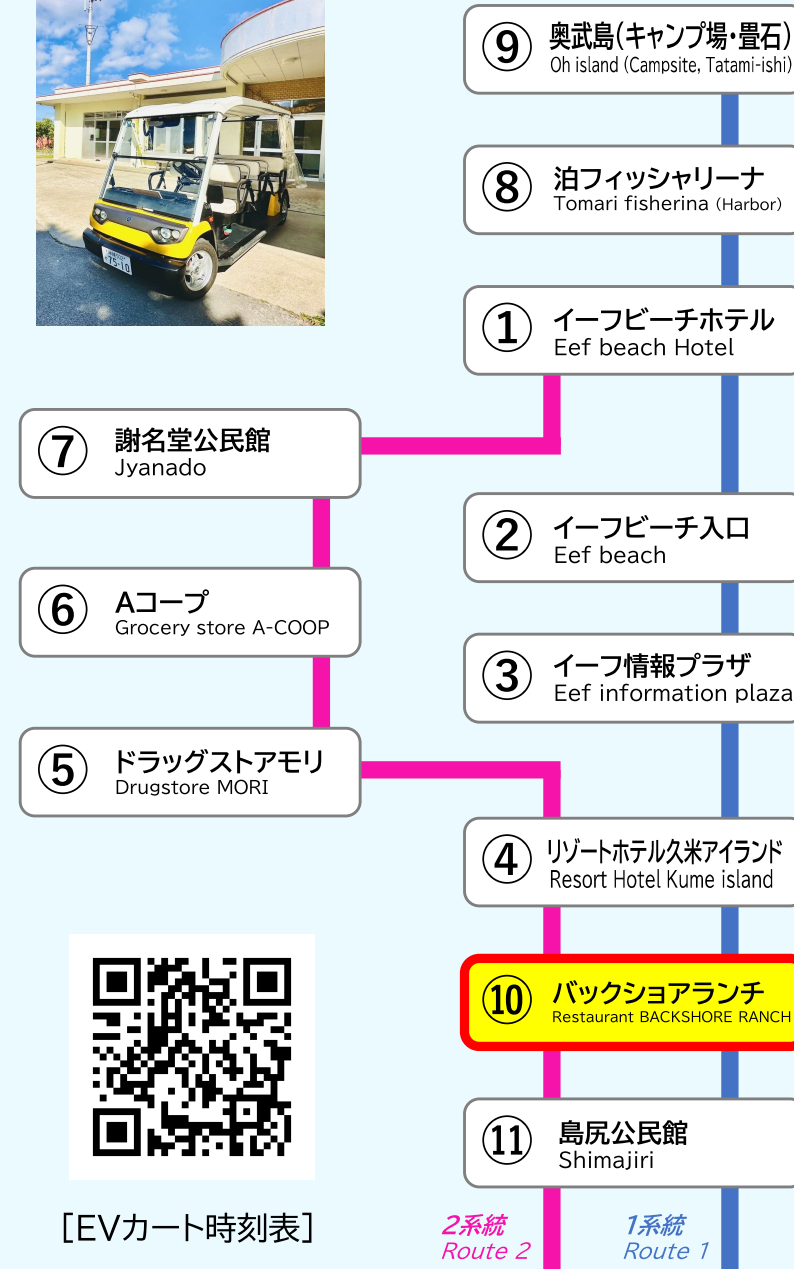 ⑨ 奥武島(キャンプ場・畳石)
Oh island (Campsite, Tatami-ishi)
75-10
⑧ 泊フィッシャリーナ
Tomari fisherina (Harbor)
① イーフビーチホテル
Eef beach Hotel
⑦ 謝名堂公民館
Jyanado
② イーフビーチ入口
Eef beach
⑥ Aコープ
Grocery store A-COOP
③ イーフ情報プラザ
Eef information plaza
⑤ ドラッグストアモリ
Drugstore MORI
④ リゾートホテル久米アイランド
Resort Hotel Kume island
⑩ バックショアランチ
Restaurant BACKSHORE RANCH
⑪ 島尻公民館
Shimajiri
[EVカート時刻表]
2系統
Route 2
1系統
Route 1